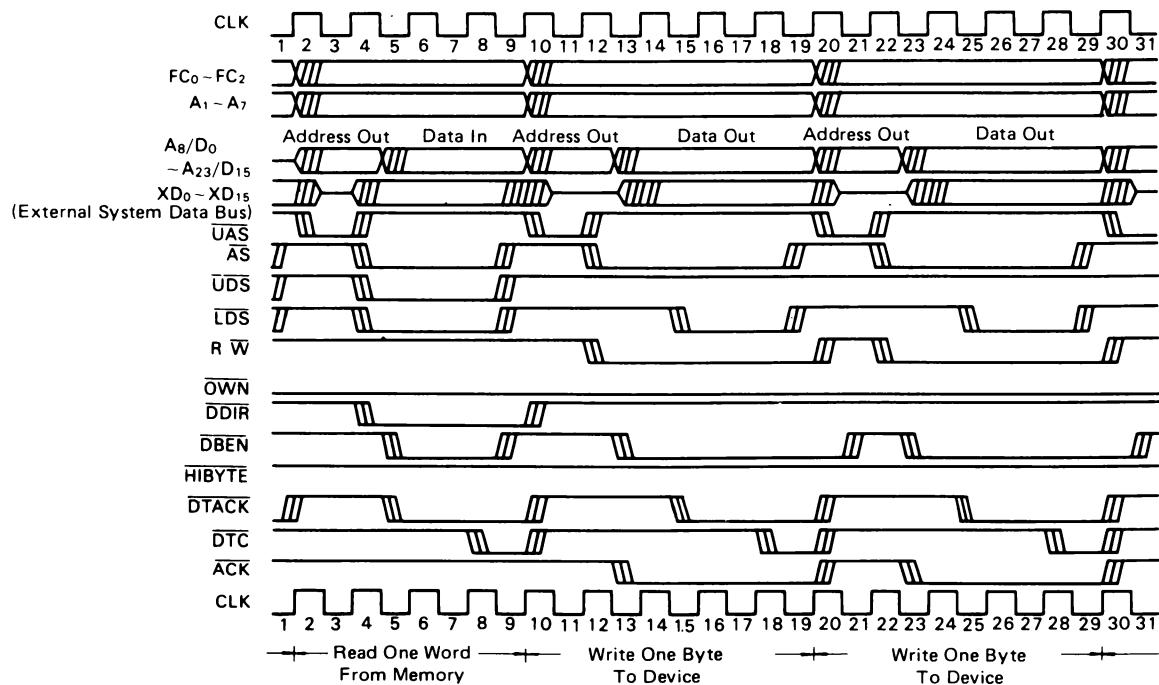 CLK
1 2 3 4 5 6 7 8 9 10 11 12 13 14 15 16 17 18 19 20 21 22 23 24 25 26 27 28 29 30 31
FC0 ~ FC2
A1 ~ A7
Address Out Data In Address Out Data Out Address Out Data Out
A8/D0
~ A23/D15
XD0 ~ XD15
(External System Data Bus)
UAS
AS
UDS
LDS
R W
OWN
DDIR
DBEN
HIBYTE
DTACK
DTC
ACK
CLK
1 2 3 4 5 6 7 8 9 10 11 12 13 14 1.5 16 17 18 19 20 21 22 23 24 25 26 27 28 29 30 31
Read One Word Write One Byte Write One Byte
From Memory To Device To Device